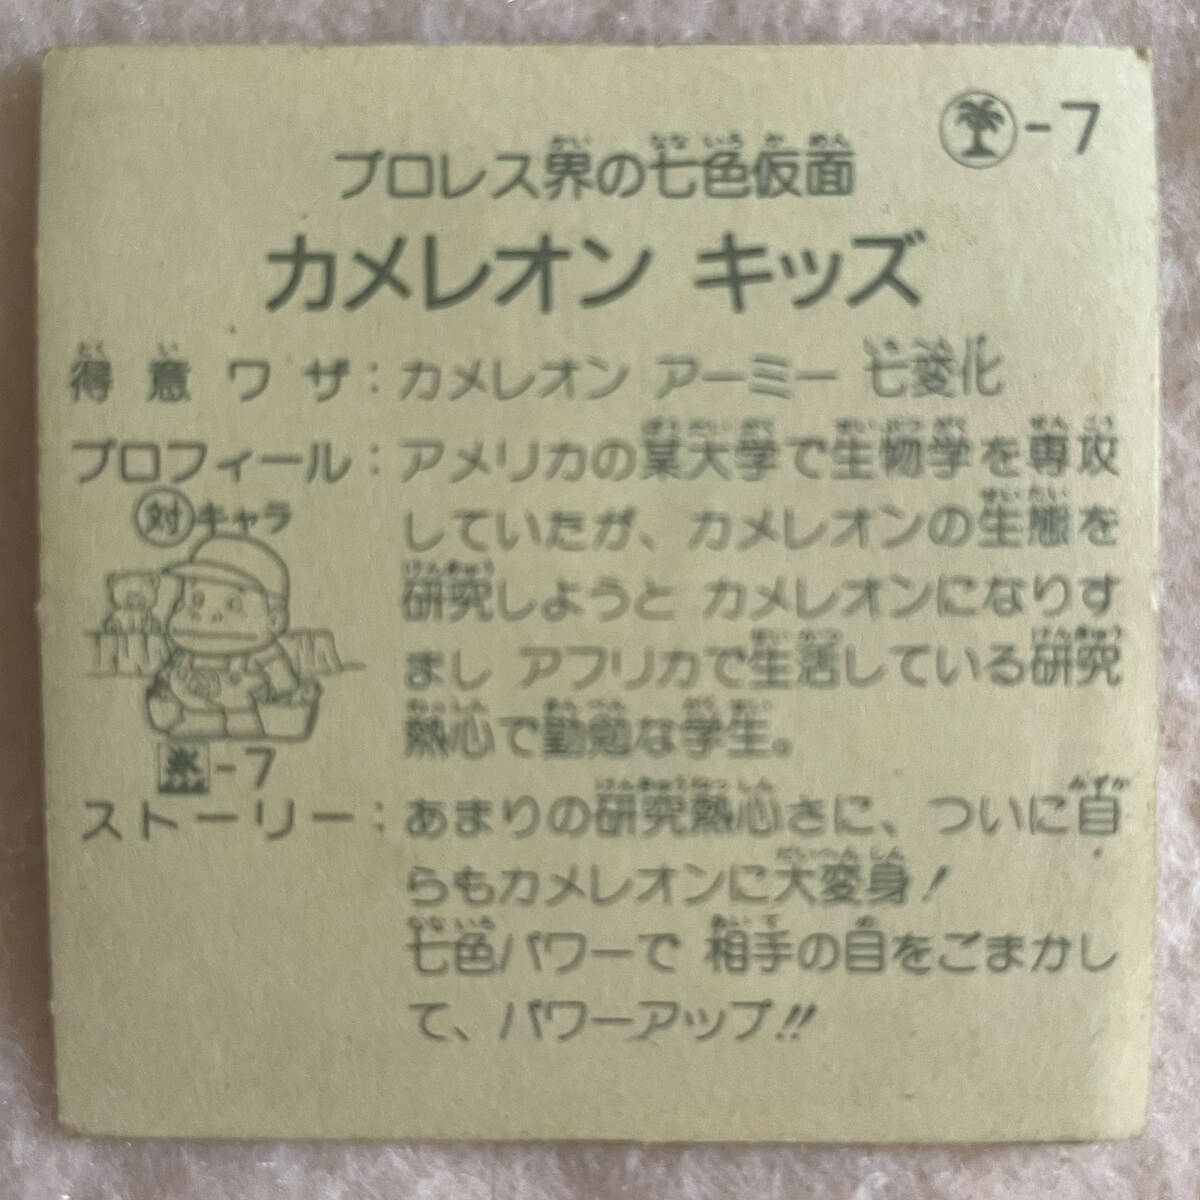 -7
プロレス界の七色仮面
カメレオン キッズ
得意ワザ：カメレオン アーミー 七変化
プロフィール：アメリカの某大学で生物学を専攻
していたが、カメレオンの生態を
研究しようと カメレオンになりす
まし アフリカで生活している研究
熱心で勤勉な学生。
対キャラ
氷-7
ストーリー：あまりの研究熱心さに、ついに自
らもカメレオンに大変身！
七色パワーで 相手の目をごまかし
て、パワーアップ!!